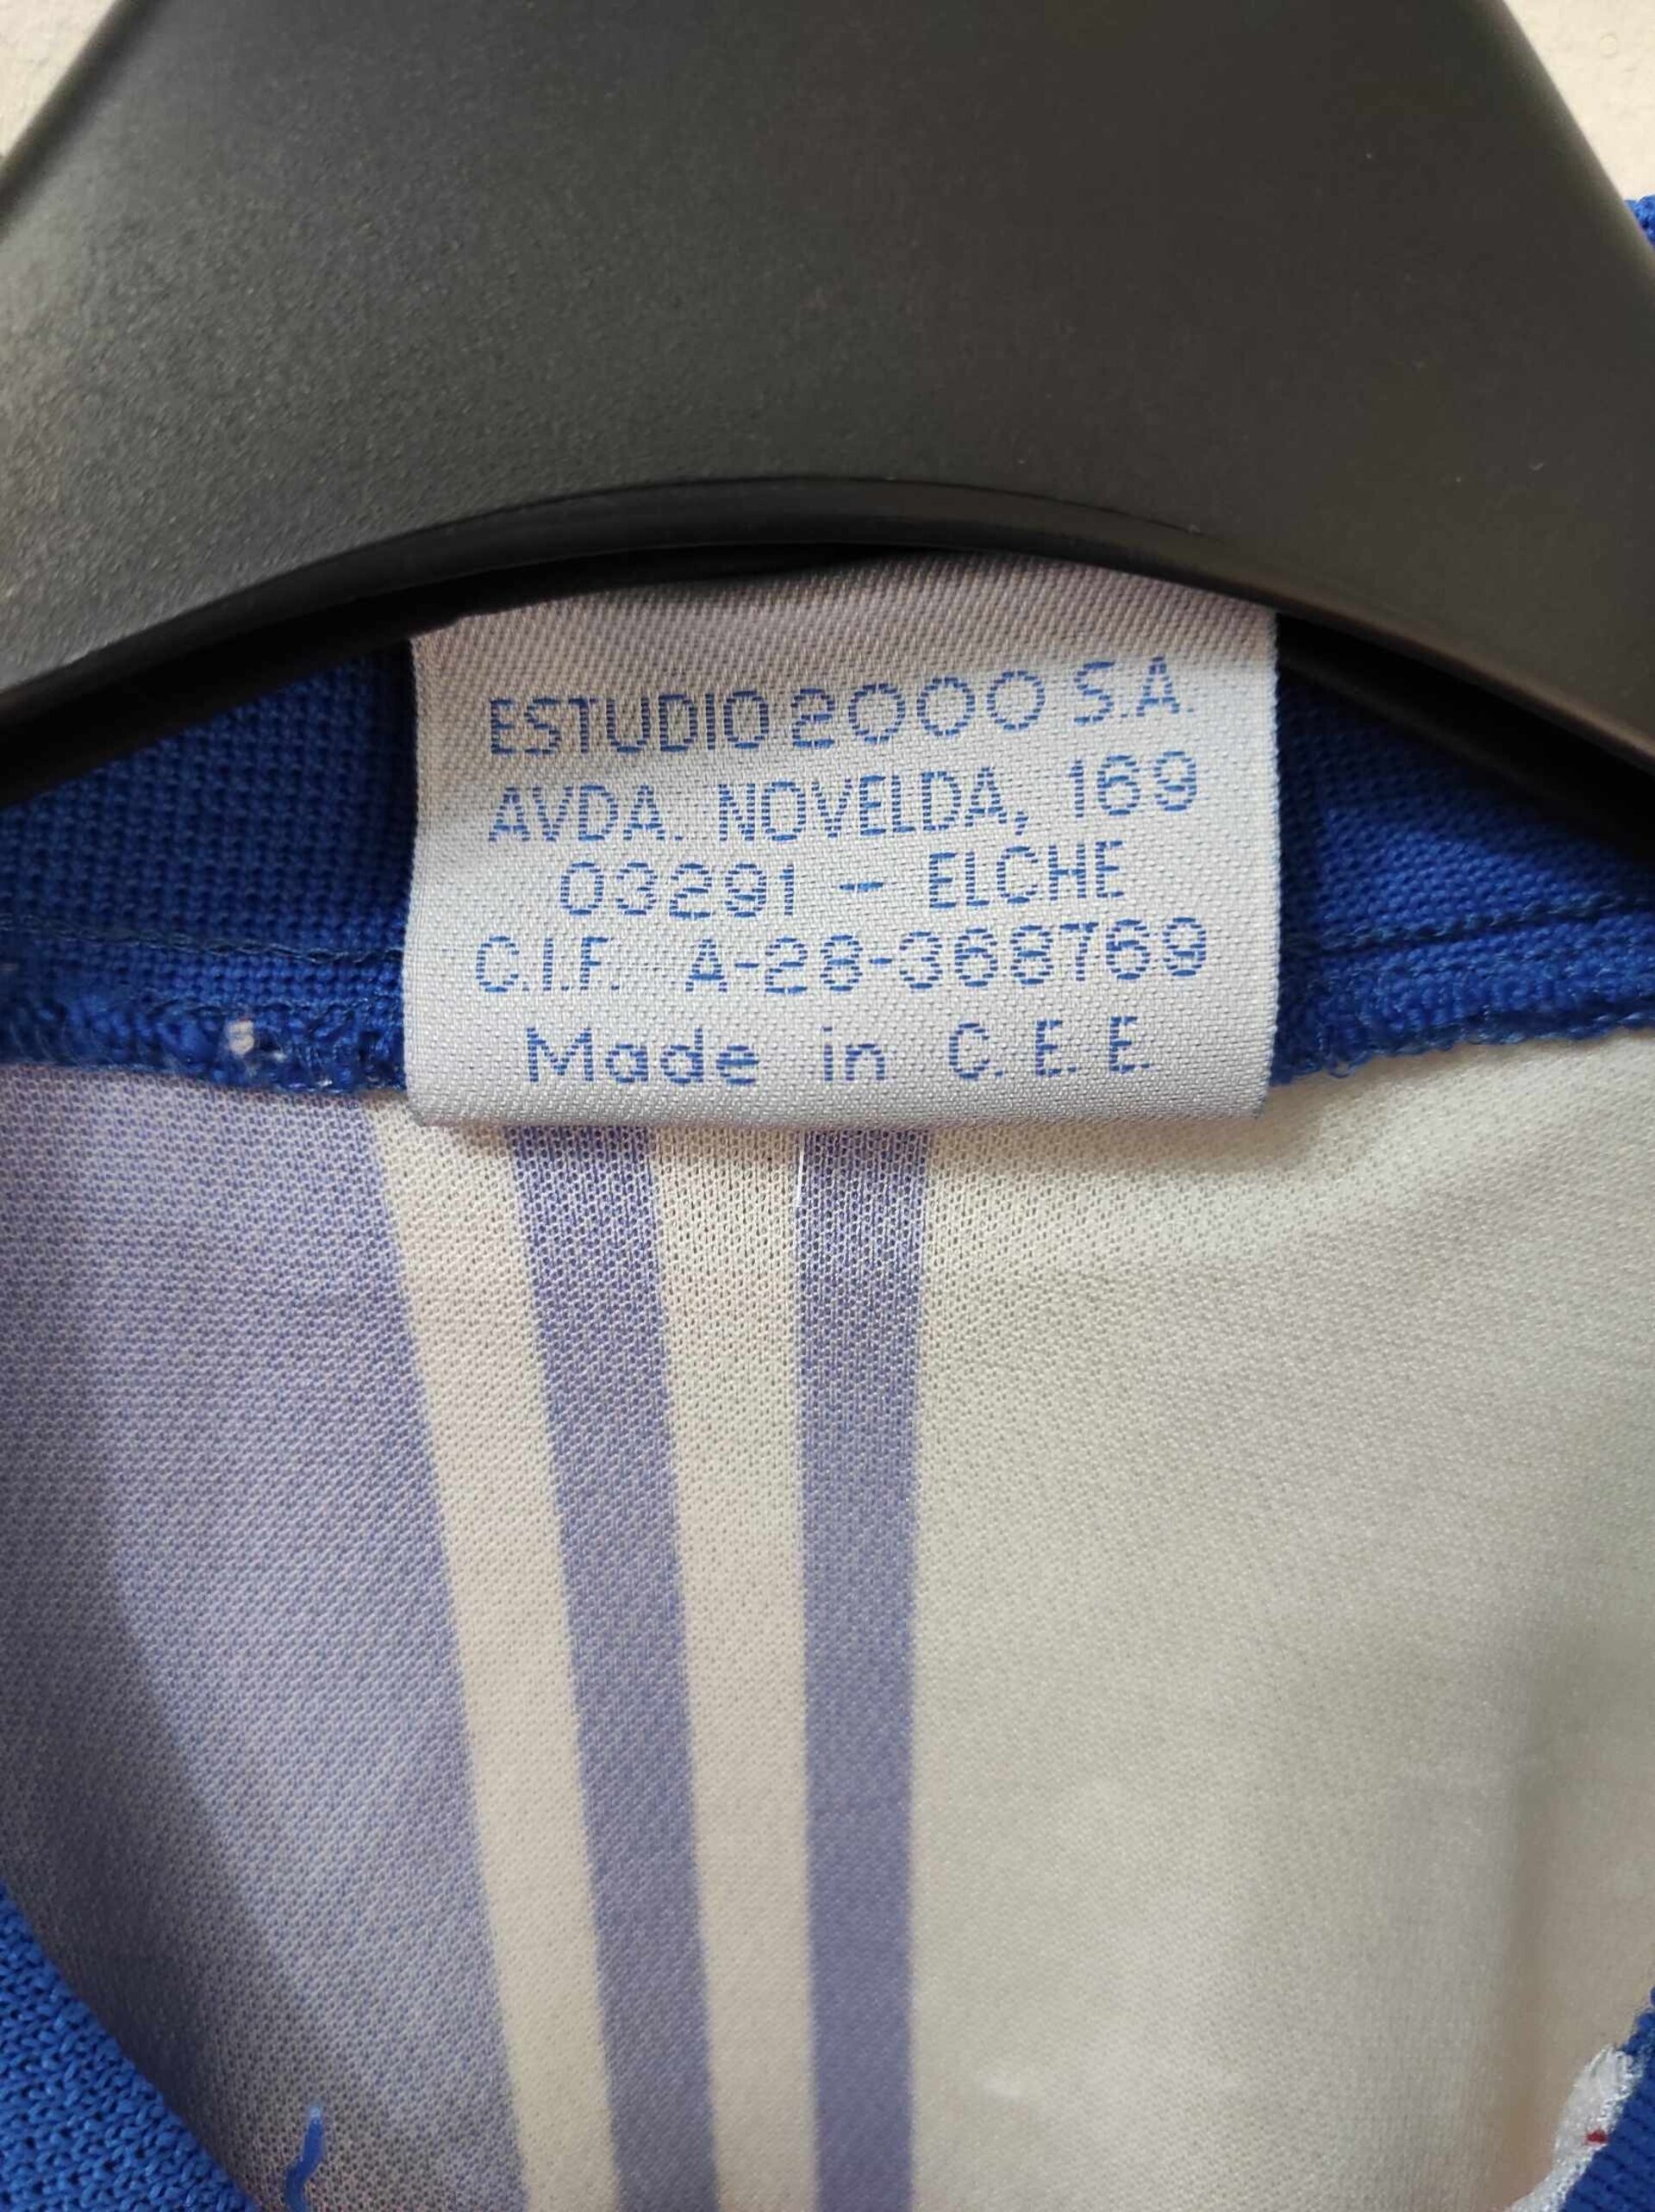 ESTUDIO 2000 S.A.
AVDA. NOVELDA, 169
03291 - ELCHE
C.I.F. A-28-368769
Made in C.E.E.